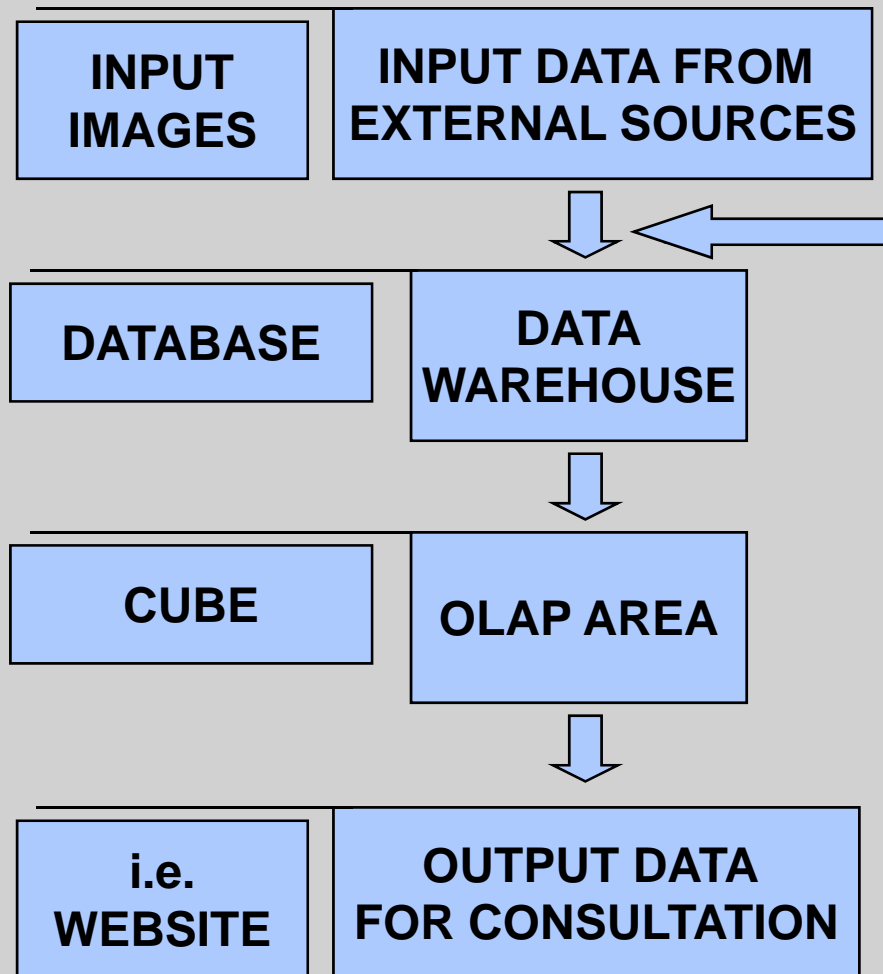 INPUT
IMAGES
INPUT DATA FROM
EXTERNAL SOURCES
DATABASE
DATA
WAREHOUSE
CUBE
OLAP AREA
i.e.
WEBSITE
OUTPUT DATA
FOR CONSULTATION